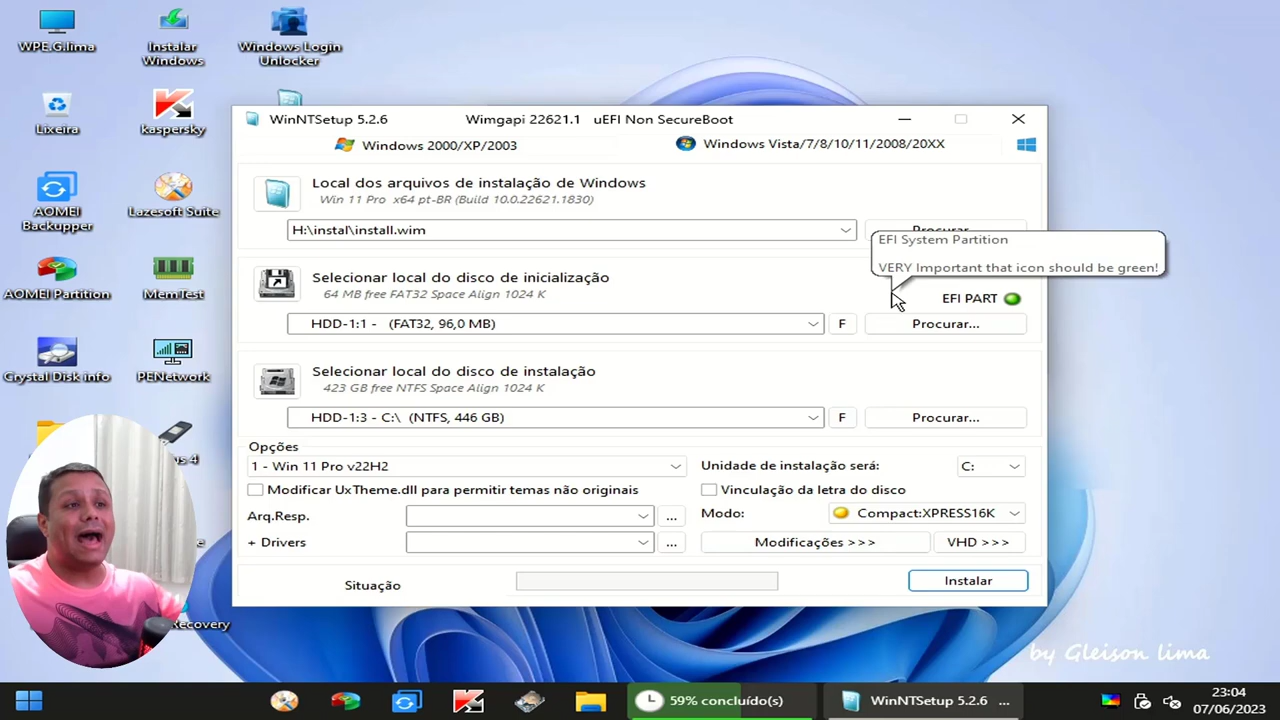 WPE.G.lima
Instalar
Windows
Windows Login
Unlocker
Lixeira
kaspersky
AOMEI
Backupper
Lazesoft Suite
AOMEI Partition
MemTest
Crystal Disk info
PENetwork
Recovery
WinNTSetup 5.2.6
Wimgapi 22621.1
uEFI Non SecureBoot
Windows 2000/XP/2003
Windows Vista/7/8/10/11/2008/20XX
Local dos arquivos de instalação de Windows
Win 11 Pro x64 pt-BR (Build 10.0.22621.1830)
H:\instal\install.wim
Procurar...
EFI System Partition
VERY Important that icon should be green!
Selecionar local do disco de inicialização
64 MB free FAT32 Space Align 1024 K
EFI PART
HDD-1:1 - (FAT32, 96,0 MB)
F
Procurar...
Selecionar local do disco de instalação
423 GB free NTFS Space Align 1024 K
HDD-1:3 - C:\ (NTFS, 446 GB)
F
Procurar...
Opções
1 - Win 11 Pro v22H2
Unidade de instalação será:
C:
Modificar UxTheme.dll para permitir temas não originais
Vinculação da letra do disco
Arq.Resp.
...
Modo:
Compact:XPRESS16K
+ Drivers
...
Modificações >>>
VHD >>>
Situação
Instalar
by Gleison lima
59% concluído(s)
WinNTSetup 5.2.6 ...
23:04
07/06/2023